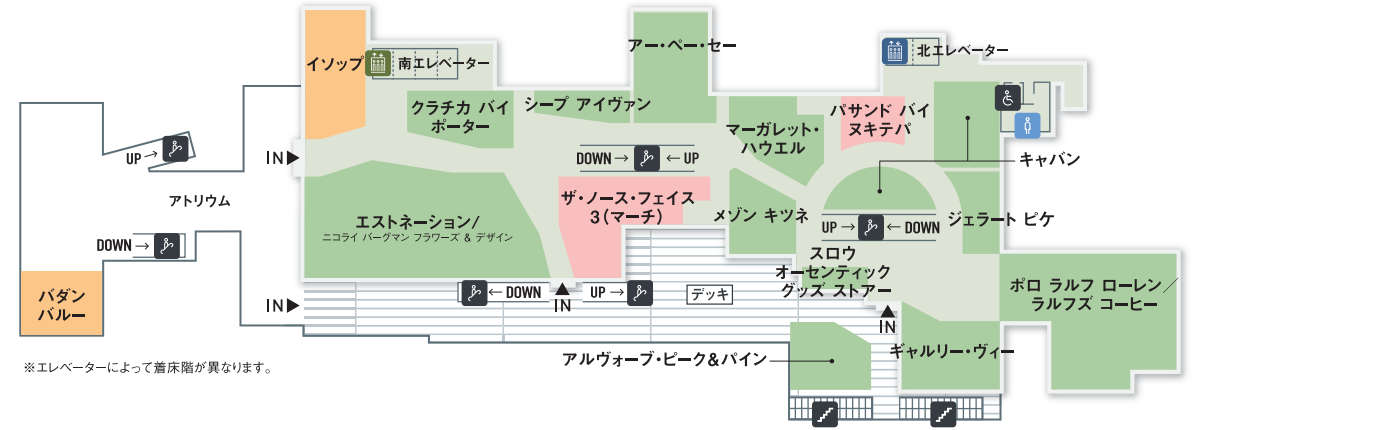 イソップ
南エレベーター
アー・ペー・セー
北エレベーター
クラチカ バイ
ポーター
シープ アイヴァン
マーガレット・
ハウエル
パサンド バイ
ヌキテパ
キャバン
UP→
IN
DOWN→
←UP
アトリウム
ザ・ノース・フェイス
3(マーチ)
メゾン キツネ
ジェラート ピケ
エストネーション/
ニコライ バーグマン フラワーズ & デザイン
UP→
←DOWN
DOWN→
スロウ
オーセンティック
グッズ ストアー
ポロ ラルフ ローレン/
ラルフズ コーヒー
バダン
バルー
IN
←DOWN
IN
UP→
デッキ
IN
ギャルリー・ヴィー
アルヴォーブ・ピーク&パイン
※エレベーターによって着床階が異なります。